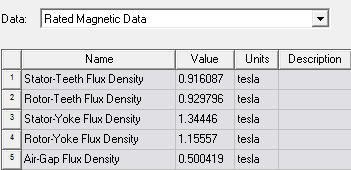 Data: Rated Magnetic Data
Name Value Units Description
1 Stator-Teeth Flux Density 0.916087 tesla
2 Rotor-Teeth Flux Density 0.929796 tesla
3 Stator-Yoke Flux Density 1.34446 tesla
4 Rotor-Yoke Flux Density 1.15557 tesla
5 Air-Gap Flux Density 0.500419 tesla